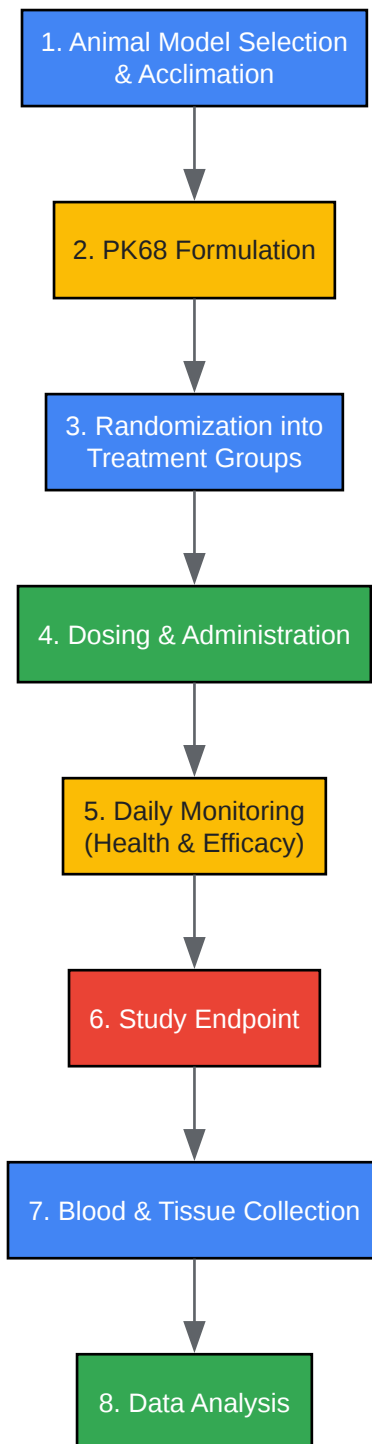 1. Animal Model Selection
& Acclimation
2. PK68 Formulation
3. Randomization into
Treatment Groups
4. Dosing & Administration
5. Daily Monitoring
(Health & Efficacy)
6. Study Endpoint
7. Blood & Tissue Collection
8. Data Analysis